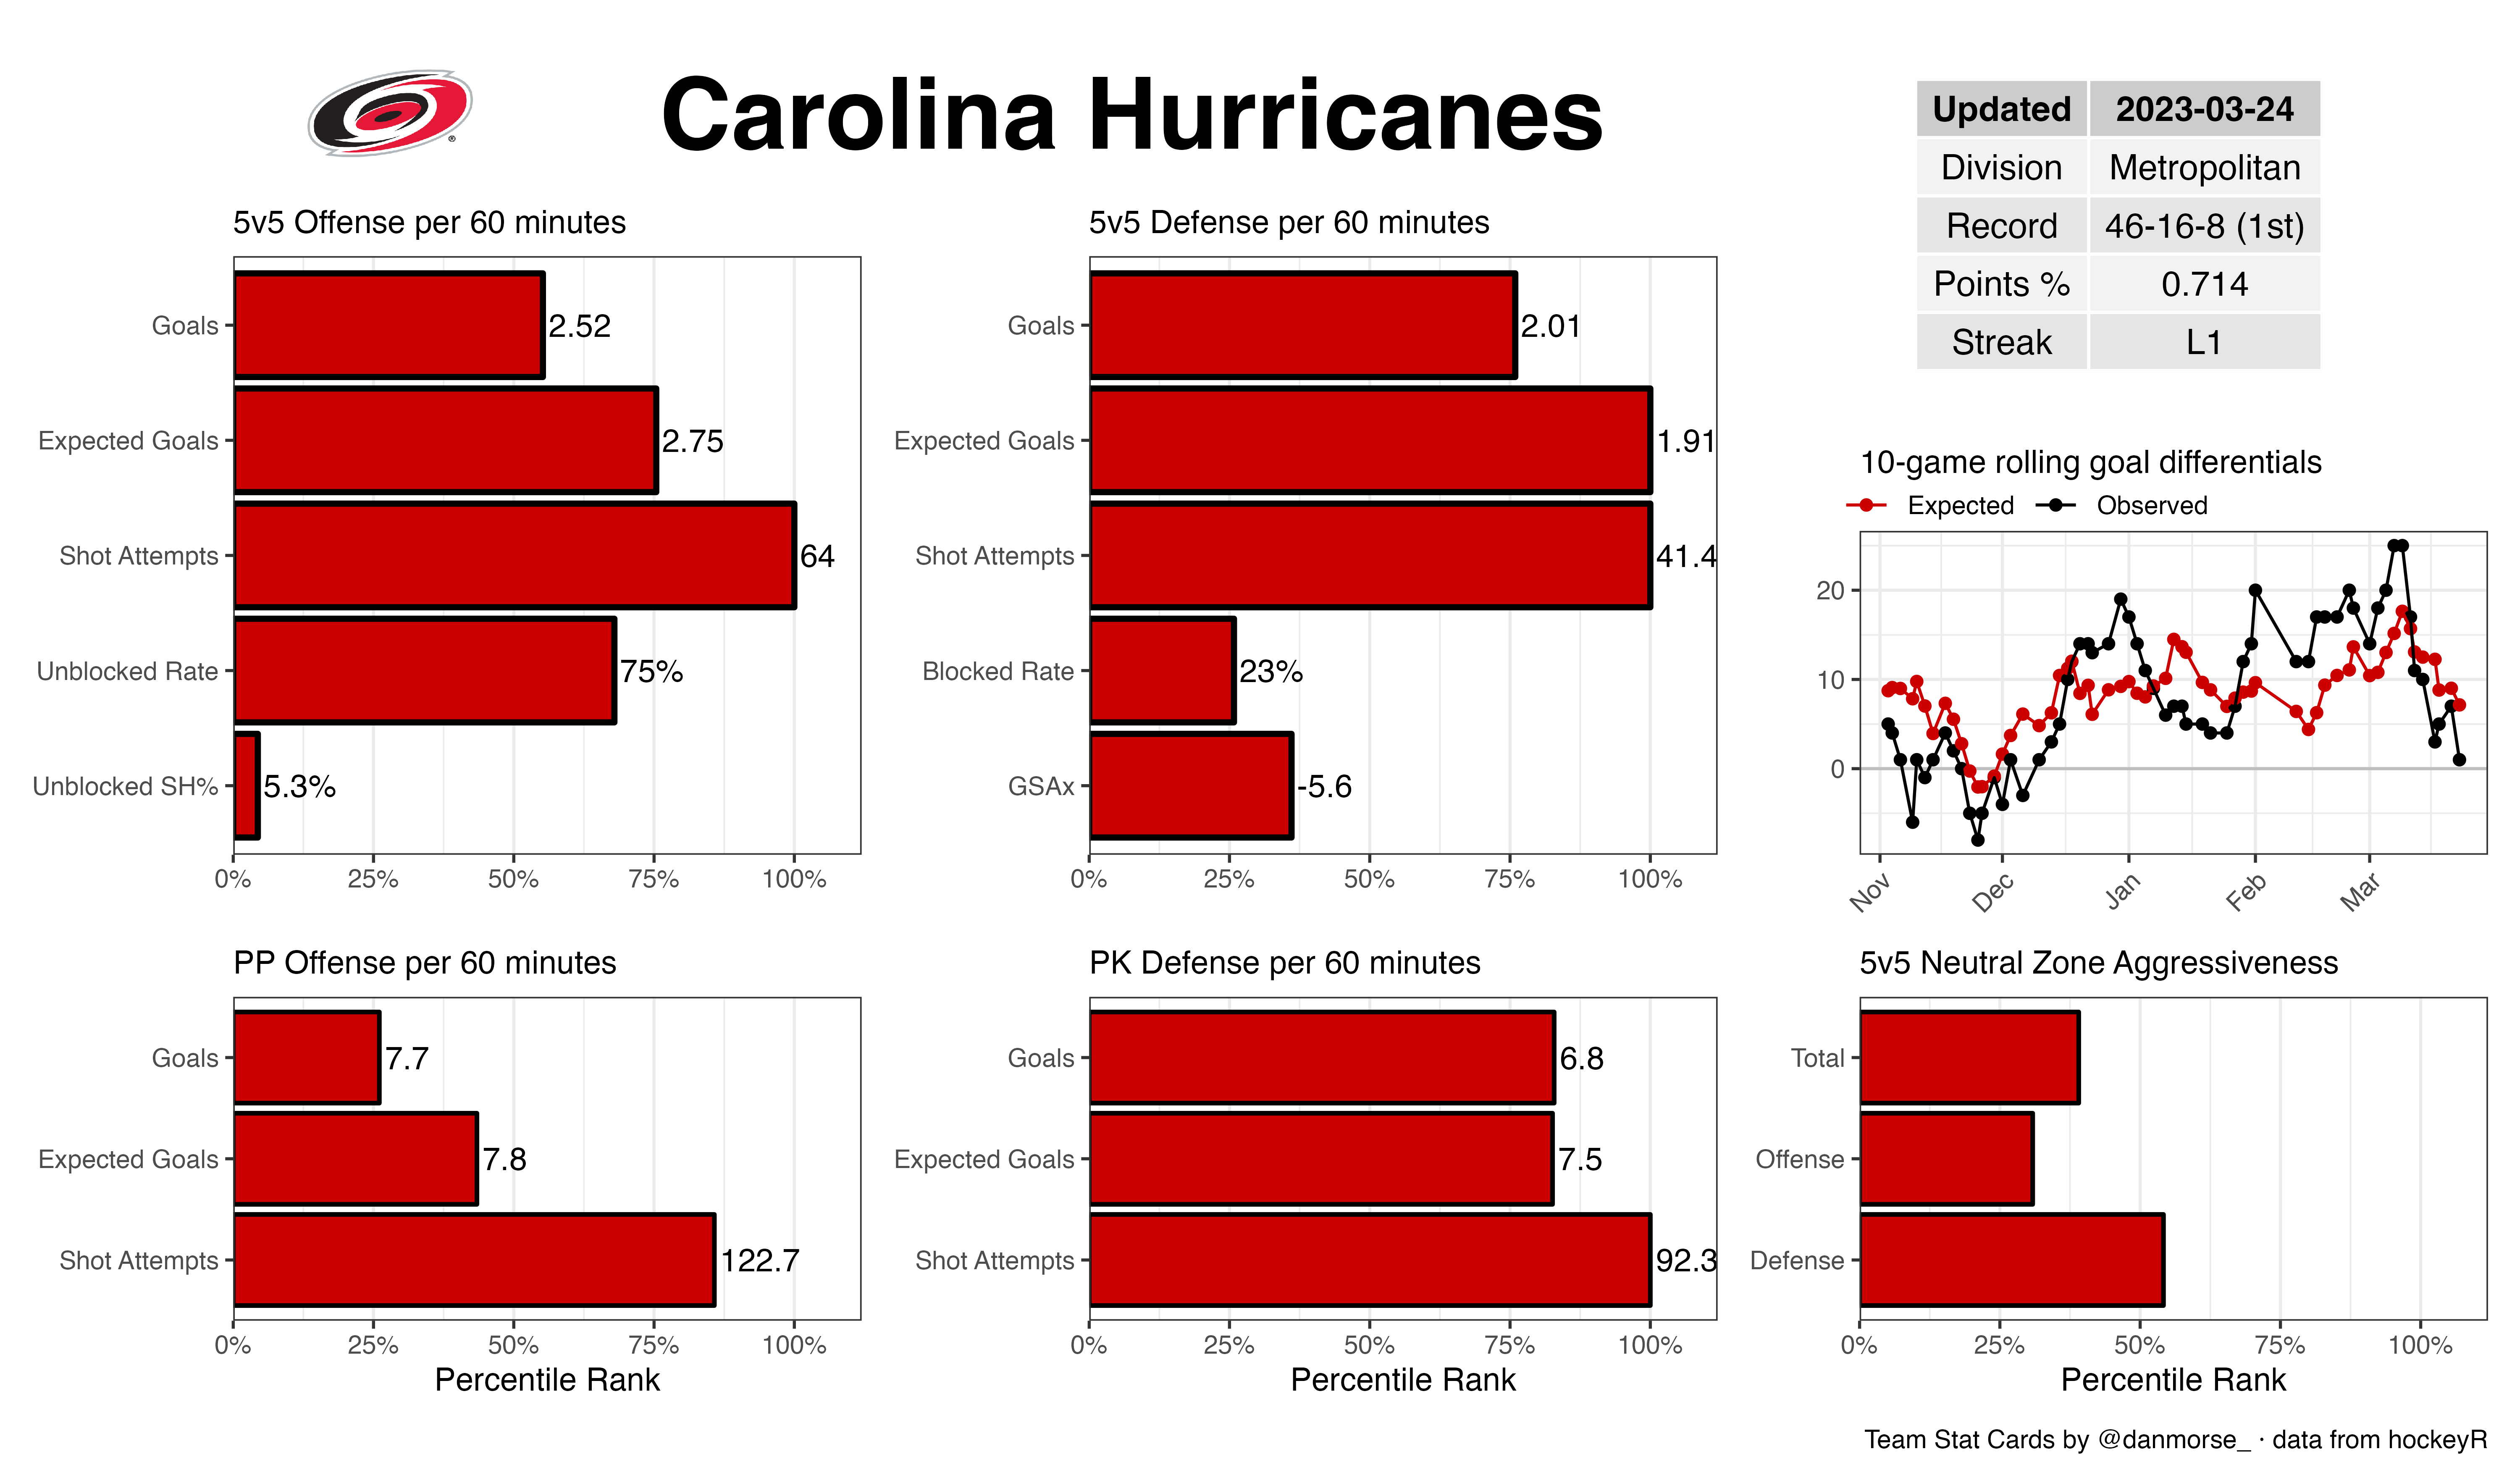 Carolina Hurricanes
Updated 2023-03-24
Division Metropolitan
Record 46-16-8 (1st)
Points % 0.714
Streak L1
5v5 Offense per 60 minutes
Goals 2.52
Expected Goals 2.75
Shot Attempts 64
Unblocked Rate 75%
Unblocked SH% 5.3%
0% 25% 50% 75% 100%
5v5 Defense per 60 minutes
Goals 2.01
Expected Goals 1.91
Shot Attempts 41.4
Blocked Rate 23%
GSAx -5.6
0% 25% 50% 75% 100%
10-game rolling goal differentials
Expected Observed
20
10
0
Nov Dec Jan Feb Mar
PP Offense per 60 minutes
Goals 7.7
Expected Goals 7.8
Shot Attempts 122.7
0% 25% 50% 75% 100%
Percentile Rank
PK Defense per 60 minutes
Goals 6.8
Expected Goals 7.5
Shot Attempts 92.3
0% 25% 50% 75% 100%
Percentile Rank
5v5 Neutral Zone Aggressiveness
Total
Offense
Defense
0% 25% 50% 75% 100%
Percentile Rank
Team Stat Cards by @danmorse_ · data from hockeyR